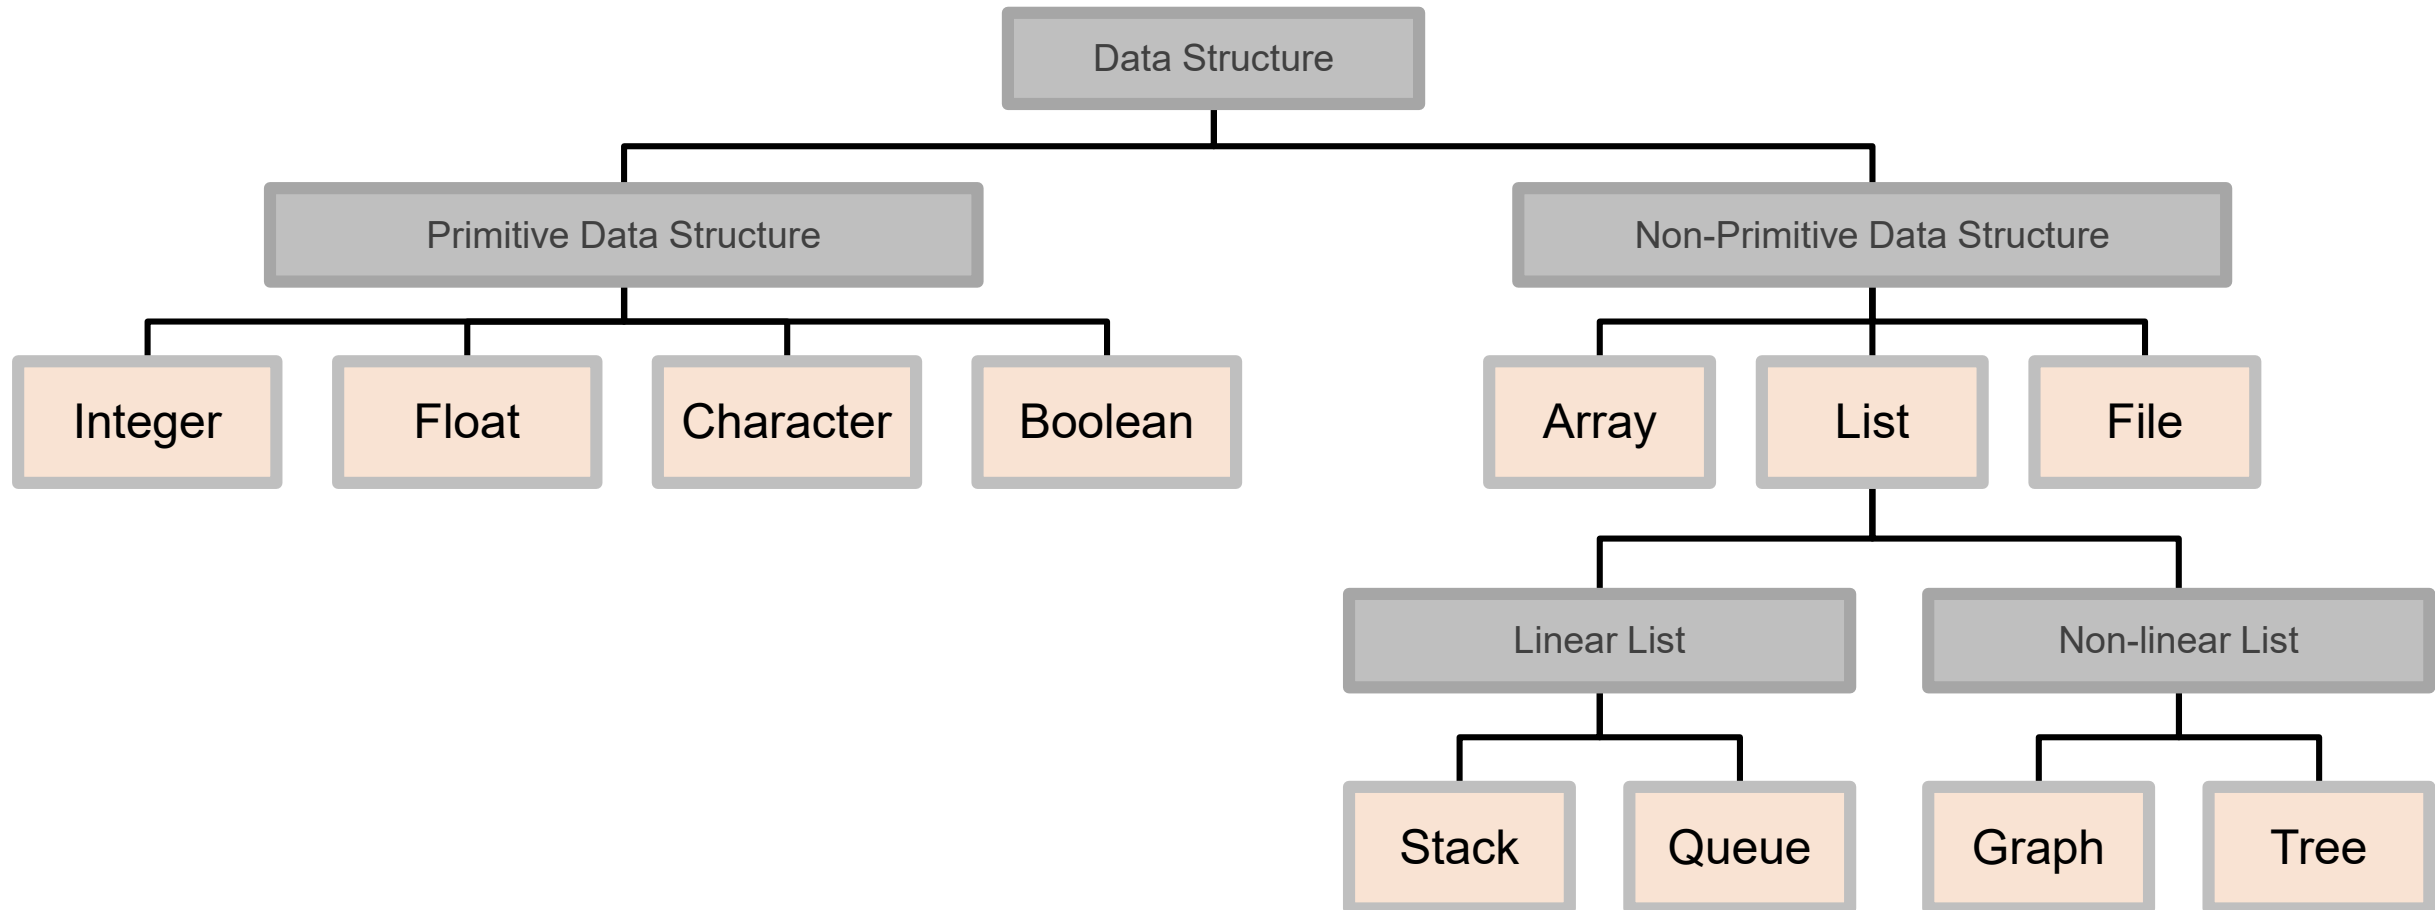 Data Structure
Primitive Data Structure
Non-Primitive Data Structure
Integer
Float
Character
Boolean
Array
List
File
Linear List
Non-linear List
Stack
Queue
Graph
Tree